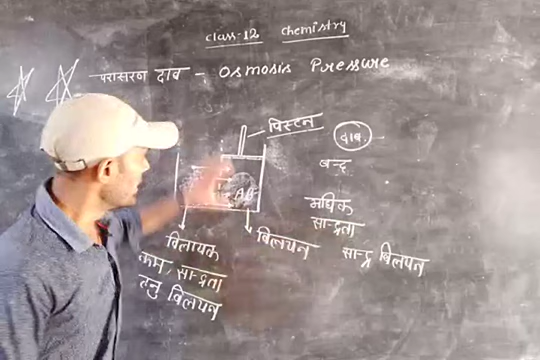 class-12 chemistry
परासरण दाब - Osmosis Pressure
पिस्टन
दाब
बन्द
अधिक
सान्द्रता
सान्द्र विलयन
विलयन
विलायक
कम, सान्द्रता
तनु विलयन